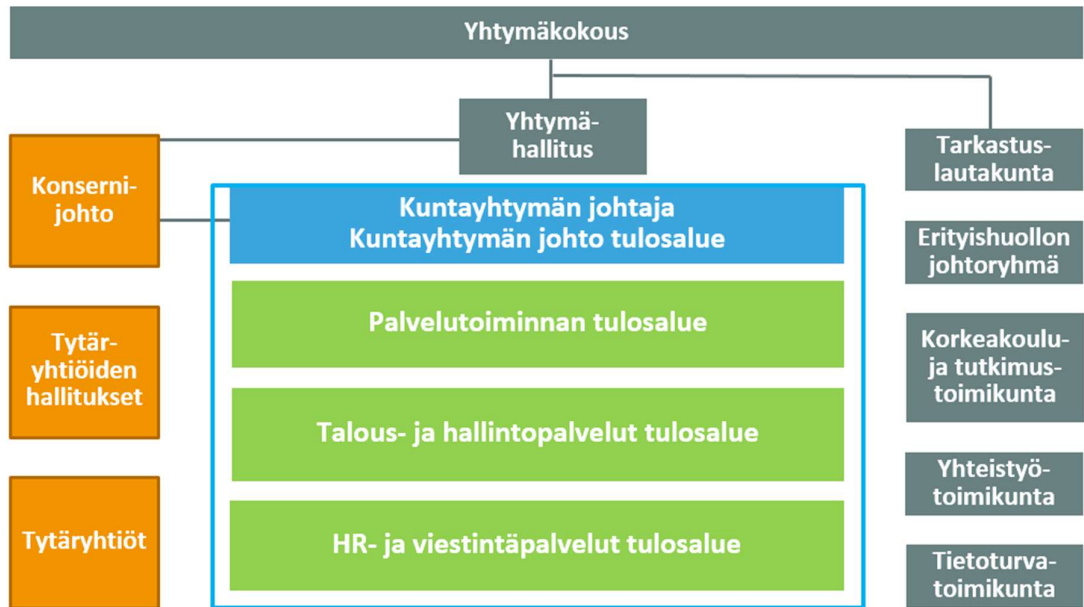 Yhtymäkokous
Yhtymä-
hallitus
Konserni-
johto
Tytär-
yhtiöiden
hallitukset
Tytäryhtiöt
Kuntayhtymän johtaja
Kuntayhtymän johto tulosalue
Palvelutoiminnan tulosalue
Talous- ja hallintopalvelut tulosalue
HR- ja viestintäpalvelut tulosalue
Tarkastus-
lautakunta
Erityishuollon
johtoryhmä
Korkeakoulu-
ja tutkimus-
toimikunta
Yhteistyö-
toimikunta
Tietoturva-
toimikunta